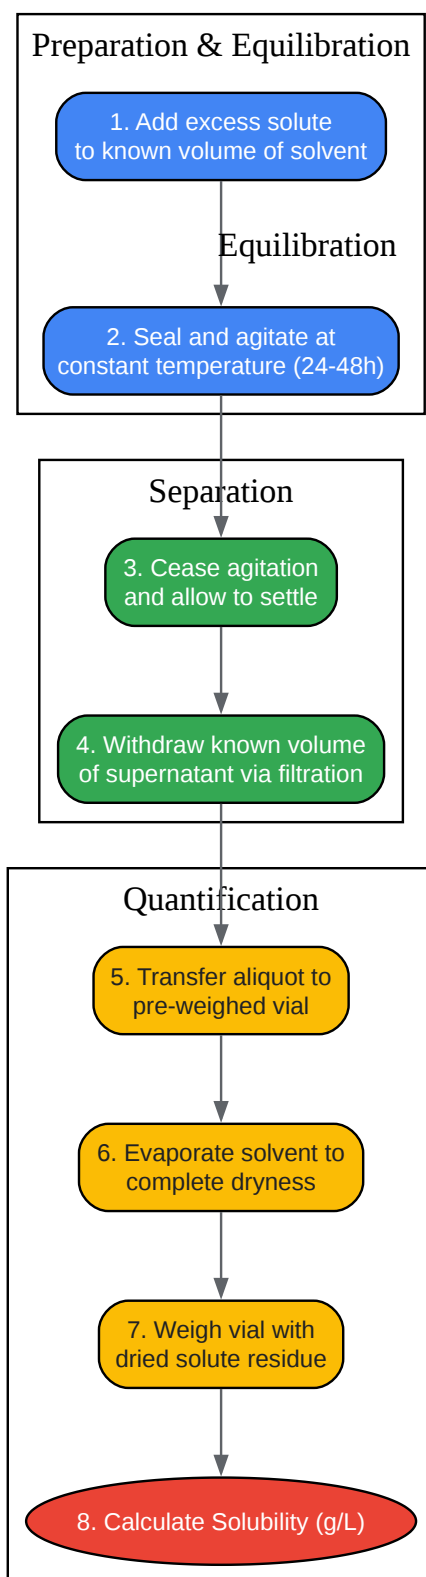 Preparation & Equilibration
1. Add excess solute
to known volume of solvent
Equilibration
2. Seal and agitate at
constant temperature (24-48h)
Separation
3. Cease agitation
and allow to settle
4. Withdraw known volume
of supernatant via filtration
Quantification
5. Transfer aliquot to
pre-weighed vial
6. Evaporate solvent to
complete dryness
7. Weigh vial with
dried solute residue
8. Calculate Solubility (g/L)